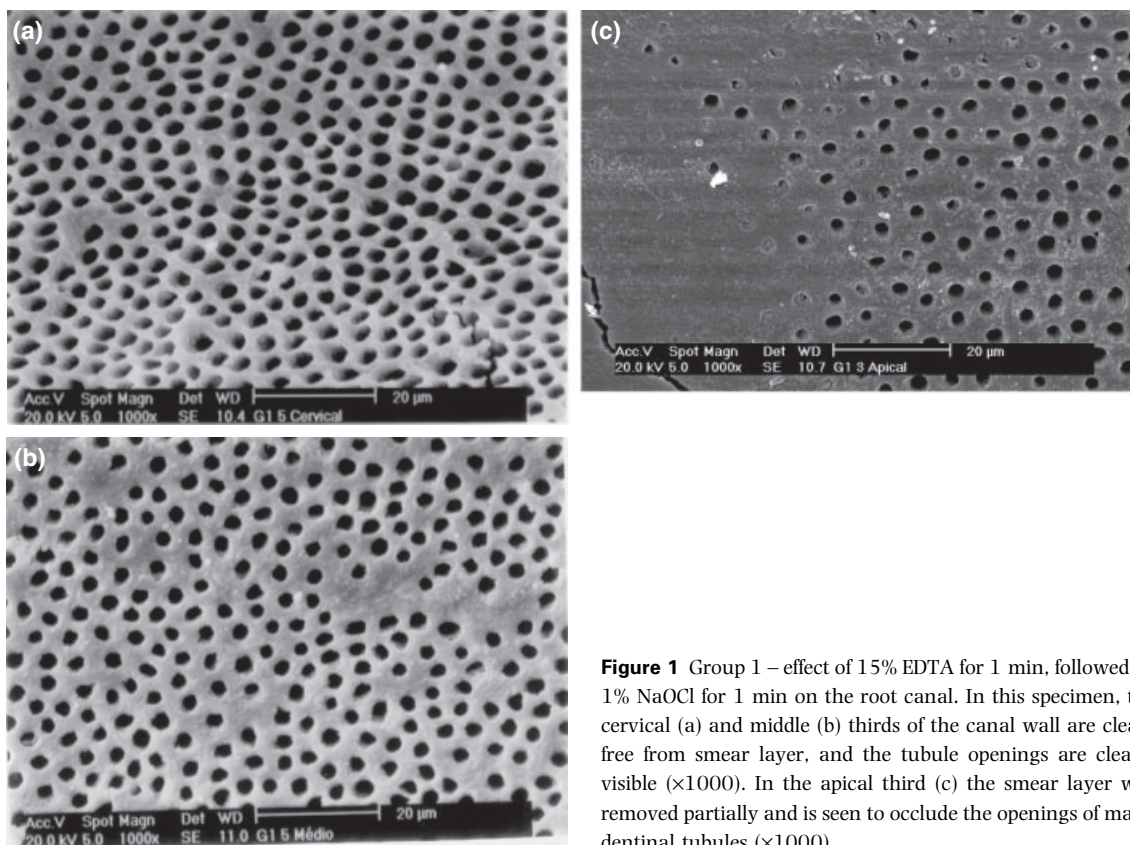 (a)
Acc.V Spot Magn Det WD 20 µm
20.0 kV 5.0 1000x SE 10.4 G1 5 Cervical
(b)
Acc.V Spot Magn Det WD 20 µm
20.0 kV 5.0 1000x SE 11.0 G1 5 Médio
(c)
Acc.V Spot Magn Det WD 20 µm
20.0 kV 5.0 1000x SE 10.7 G1 3 Apical
Figure 1 Group 1 – effect of 15% EDTA for 1 min, followed
1% NaOCl for 1 min on the root canal. In this specimen, t
cervical (a) and middle (b) thirds of the canal wall are clea
free from smear layer, and the tubule openings are clea
visible (×1000). In the apical third (c) the smear layer w
removed partially and is seen to occlude the openings of ma
dentinal tubules (×1000)